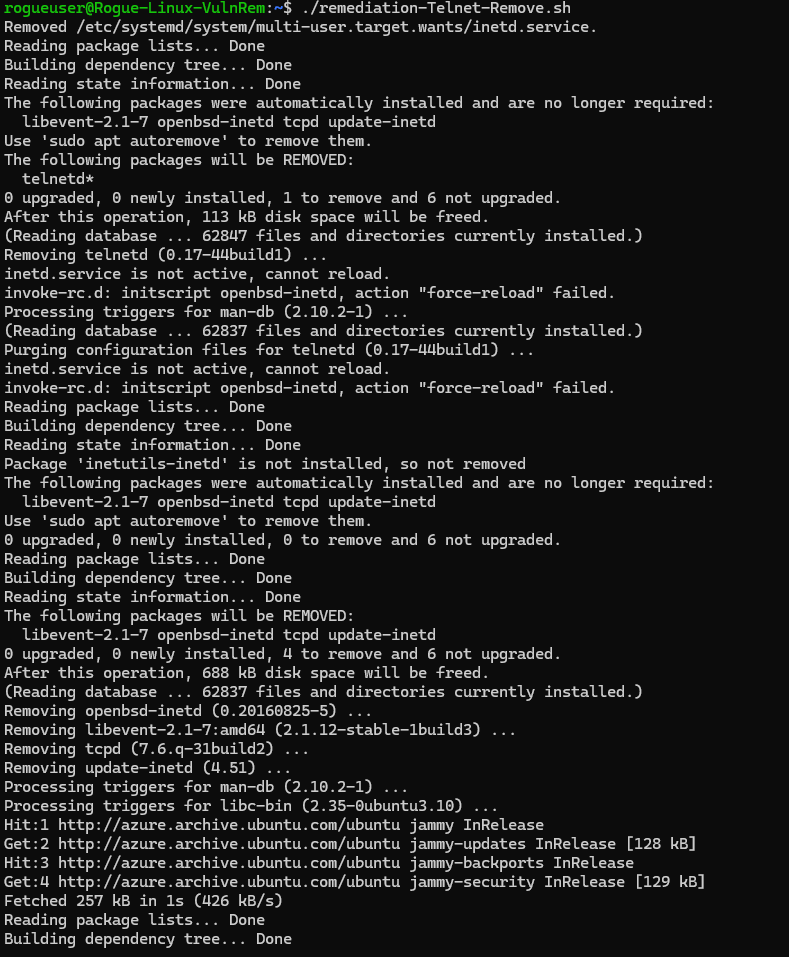 rogueuser@Rogue-Linux-VulnRem:~$ ./remediation-Telnet-Remove.sh
Removed /etc/systemd/system/multi-user.target.wants/inetd.service.
Reading package lists... Done
Building dependency tree... Done
Reading state information... Done
The following packages were automatically installed and are no longer required:
  libevent-2.1-7 openbsd-inetd tcpd update-inetd
Use 'sudo apt autoremove' to remove them.
The following packages will be REMOVED:
  telnetd*
0 upgraded, 0 newly installed, 1 to remove and 6 not upgraded.
After this operation, 113 kB disk space will be freed.
(Reading database ... 62847 files and directories currently installed.)
Removing telnetd (0.17-44build1) ...
inetd.service is not active, cannot reload.
invoke-rc.d: initscript openbsd-inetd, action "force-reload" failed.
Processing triggers for man-db (2.10.2-1) ...
(Reading database ... 62837 files and directories currently installed.)
Purging configuration files for telnetd (0.17-44build1) ...
inetd.service is not active, cannot reload.
invoke-rc.d: initscript openbsd-inetd, action "force-reload" failed.
Reading package lists... Done
Building dependency tree... Done
Reading state information... Done
Package 'inetutils-inetd' is not installed, so not removed
The following packages were automatically installed and are no longer required:
  libevent-2.1-7 openbsd-inetd tcpd update-inetd
Use 'sudo apt autoremove' to remove them.
0 upgraded, 0 newly installed, 0 to remove and 6 not upgraded.
Reading package lists... Done
Building dependency tree... Done
Reading state information... Done
The following packages will be REMOVED:
  libevent-2.1-7 openbsd-inetd tcpd update-inetd
0 upgraded, 0 newly installed, 4 to remove and 6 not upgraded.
After this operation, 688 kB disk space will be freed.
(Reading database ... 62837 files and directories currently installed.)
Removing openbsd-inetd (0.20160825-5) ...
Removing libevent-2.1-7:amd64 (2.1.12-stable-1build3) ...
Removing tcpd (7.6.q-31build2) ...
Removing update-inetd (4.51) ...
Processing triggers for man-db (2.10.2-1) ...
Processing triggers for libc-bin (2.35-0ubuntu3.10) ...
Hit:1 http://azure.archive.ubuntu.com/ubuntu jammy InRelease
Get:2 http://azure.archive.ubuntu.com/ubuntu jammy-updates InRelease [128 kB]
Hit:3 http://azure.archive.ubuntu.com/ubuntu jammy-backports InRelease
Get:4 http://azure.archive.ubuntu.com/ubuntu jammy-security InRelease [129 kB]
Fetched 257 kB in 1s (426 kB/s)
Reading package lists... Done
Building dependency tree... Done